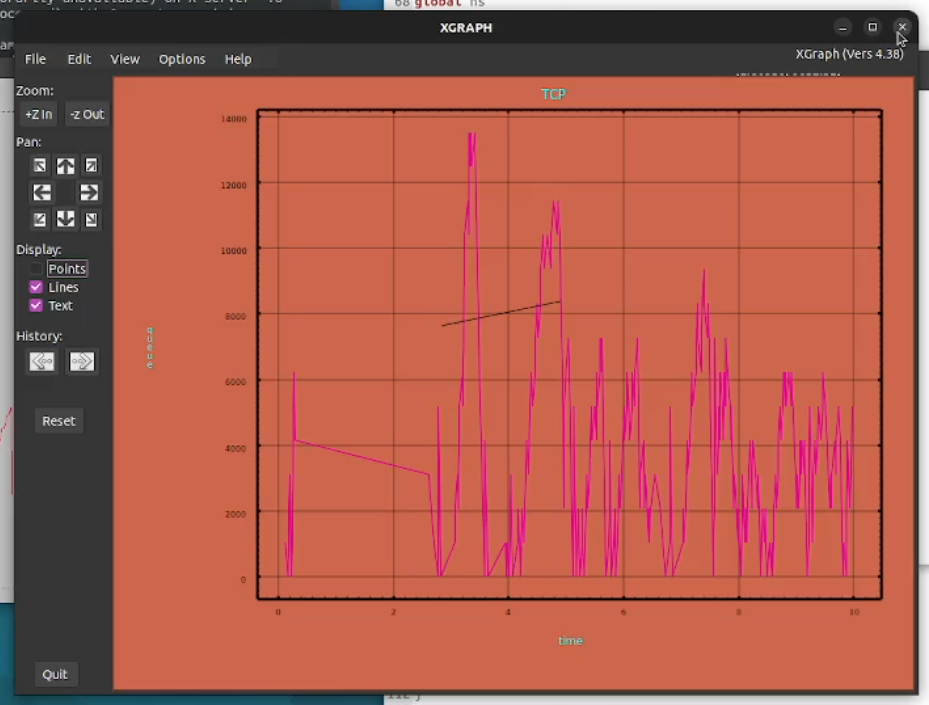 68 global ns
XGRAPH
File Edit View Options Help
XGraph (Vers 4.38)
Zoom:
+Z In -z Out
Pan:
Display:
Points
Lines
Text
History:
Reset
Quit
TCP
queue
14000
12000
10000
8000
6000
4000
2000
0
0 2 4 6 8 10
time